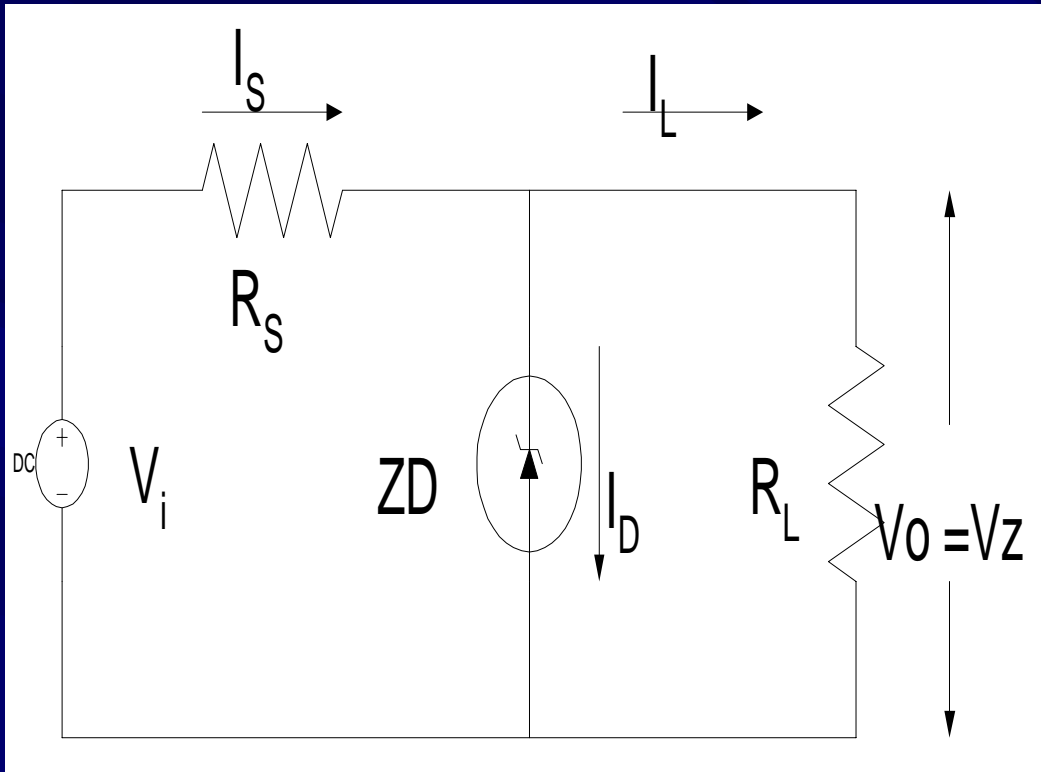 I_S
I_L
R_S
DC
+
-
V_i
ZD
I_D
R_L
Vo =Vz